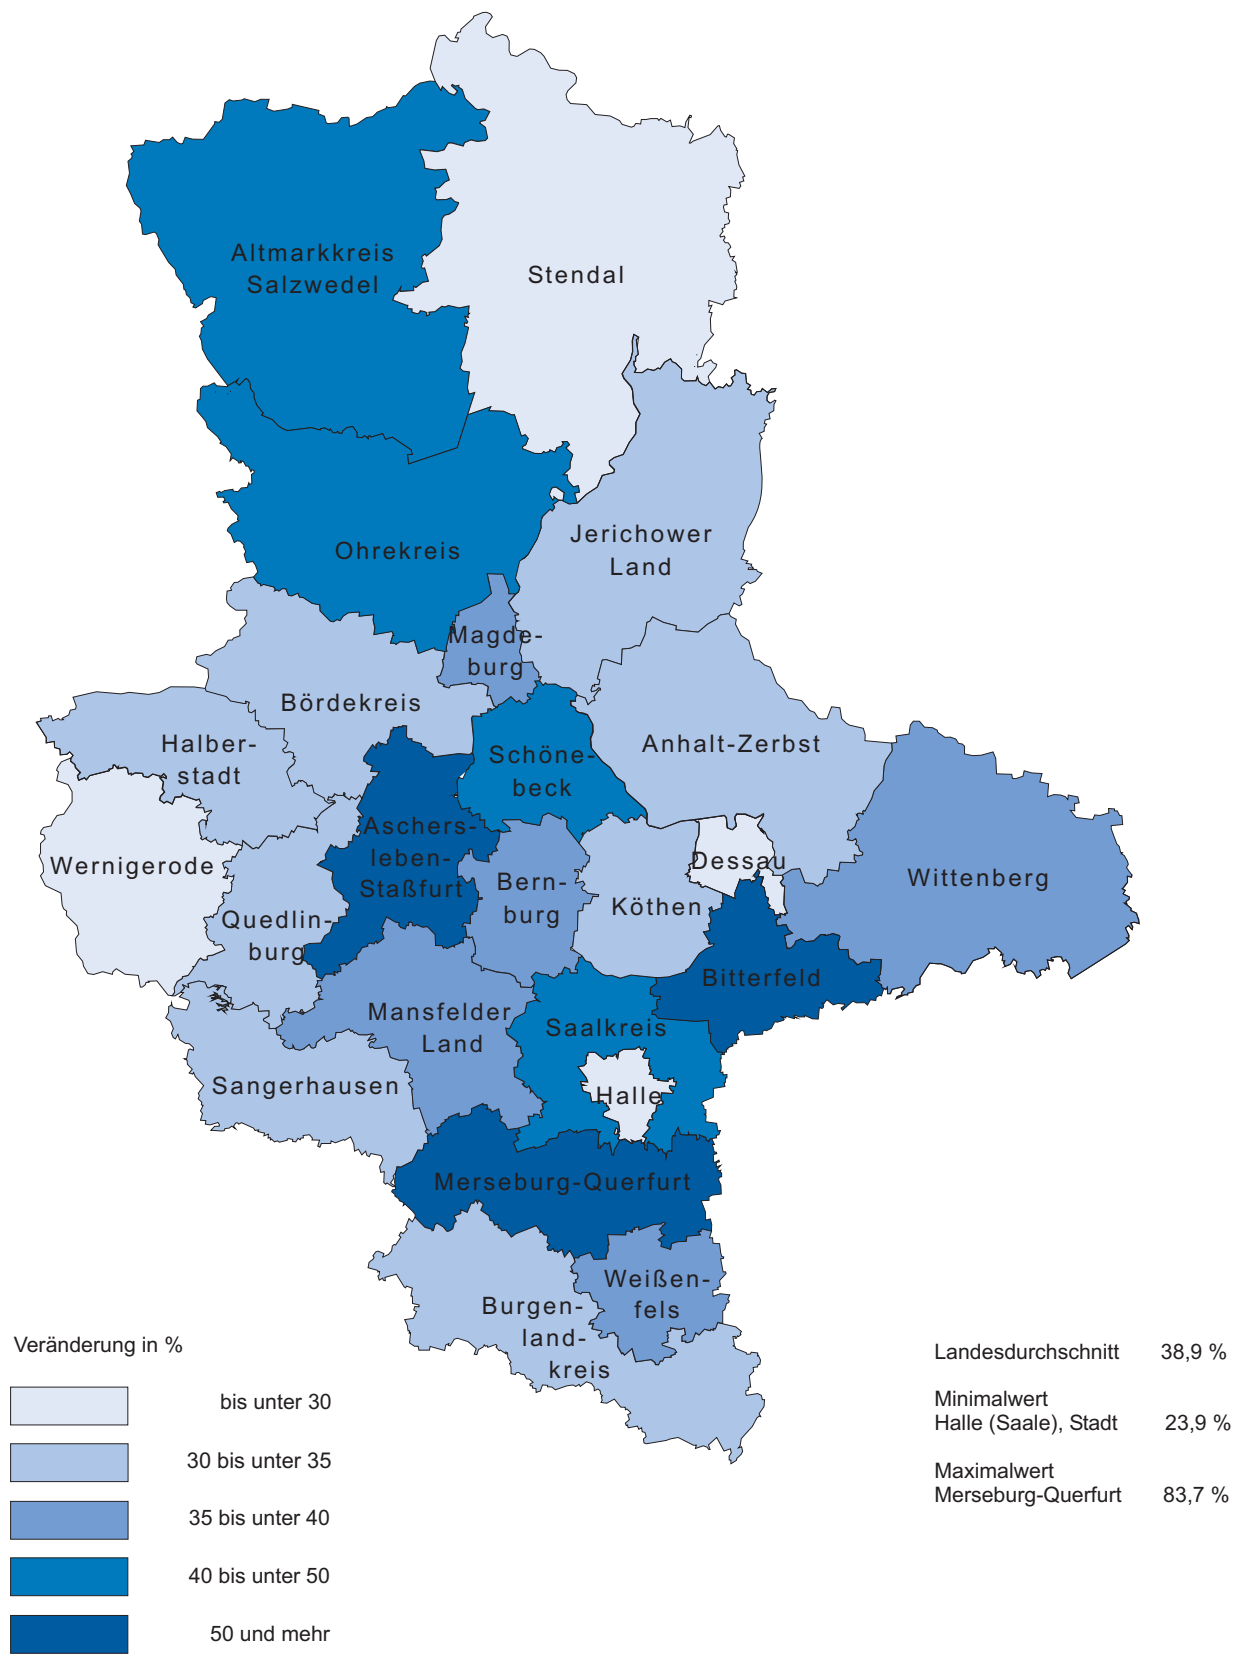 Altmarkkreis
Salzwedel
Stendal
Ohrekreis
Jerichower
Land
Magde-
burg
Bördekreis
Halber-
stadt
Schöne-
beck
Anhalt-Zerbst
Wernigerode
Aschers-
leben-
Staßfurt
Quedlin-
burg
Bern-
burg
Köthen
Dessau
Wittenberg
Bitterfeld
Mansfelder
Land
Saalkreis
Sangerhausen
Halle
Merseburg-Querfurt
Weißen-
fels
Burgen-
land-
kreis
Veränderung in %
bis unter 30
30 bis unter 35
35 bis unter 40
40 bis unter 50
50 und mehr
Landesdurchschnitt 38,9 %
Minimalwert
Halle (Saale), Stadt 23,9 %
Maximalwert
Merseburg-Querfurt 83,7 %